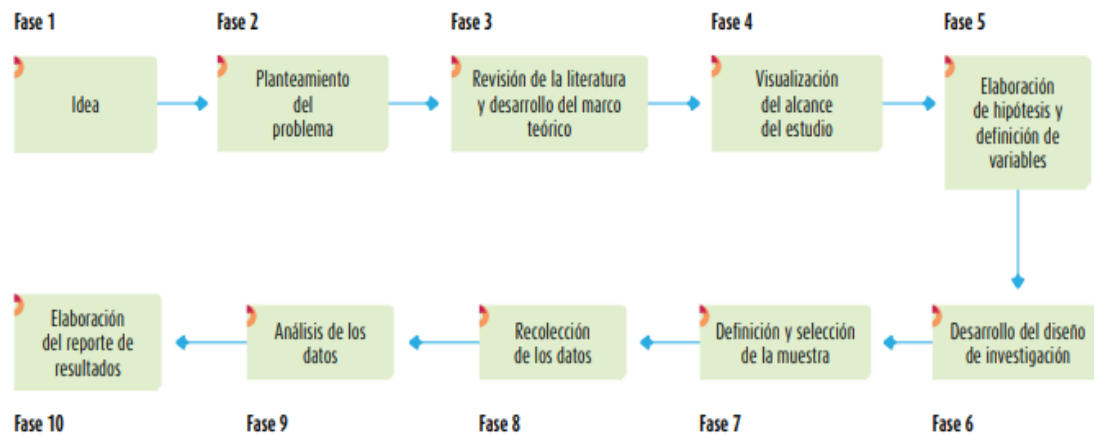 Fase 1
Fase 2
Fase 3
Fase 4
Fase 5
Idea
Planteamiento
del
problema
Revisión de la literatura
y desarrollo del marco
teórico
Visualización
del alcance
del estudio
Elaboración
de hipótesis y
definición de
variables
Elaboración
del reporte de
resultados
Análisis de los
datos
Recolección
de los datos
Definición y selección
de la muestra
Desarrollo del diseño
de investigación
Fase 10
Fase 9
Fase 8
Fase 7
Fase 6